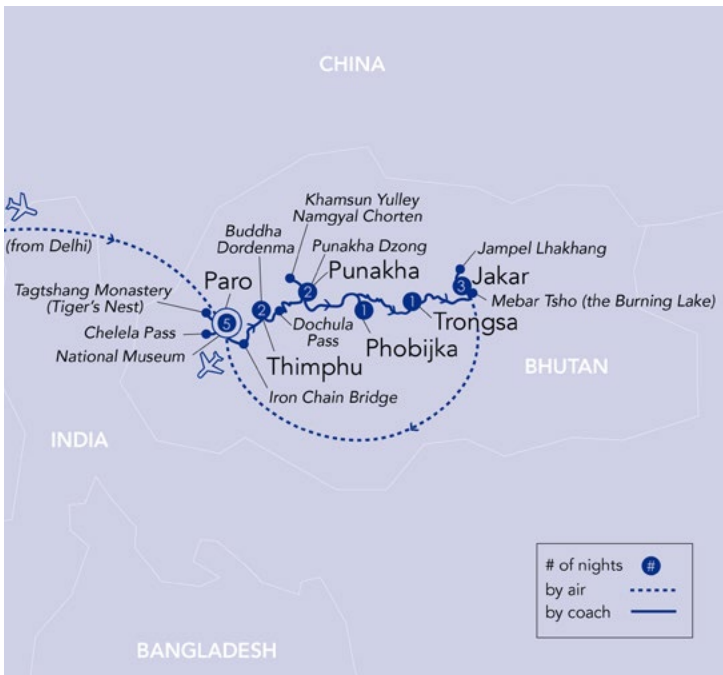 CHINA
Khamsun Yulley
Namgyal Chorten
Buddha
Dordenma
Punakha Dzong
Punakha
2
(from Delhi)
Jampel Lhakhang
Jakar
3
Mebar Tsho (the Burning Lake)
Tagtshang Monastery
(Tiger's Nest)
Paro
5
Chelela Pass
National Museum
2
Thimphu
Dochula
Pass
1
Phobijka
1
Trongsa
Iron Chain Bridge
BHUTAN
INDIA
BANGLADESH
# of nights #
by air
by coach